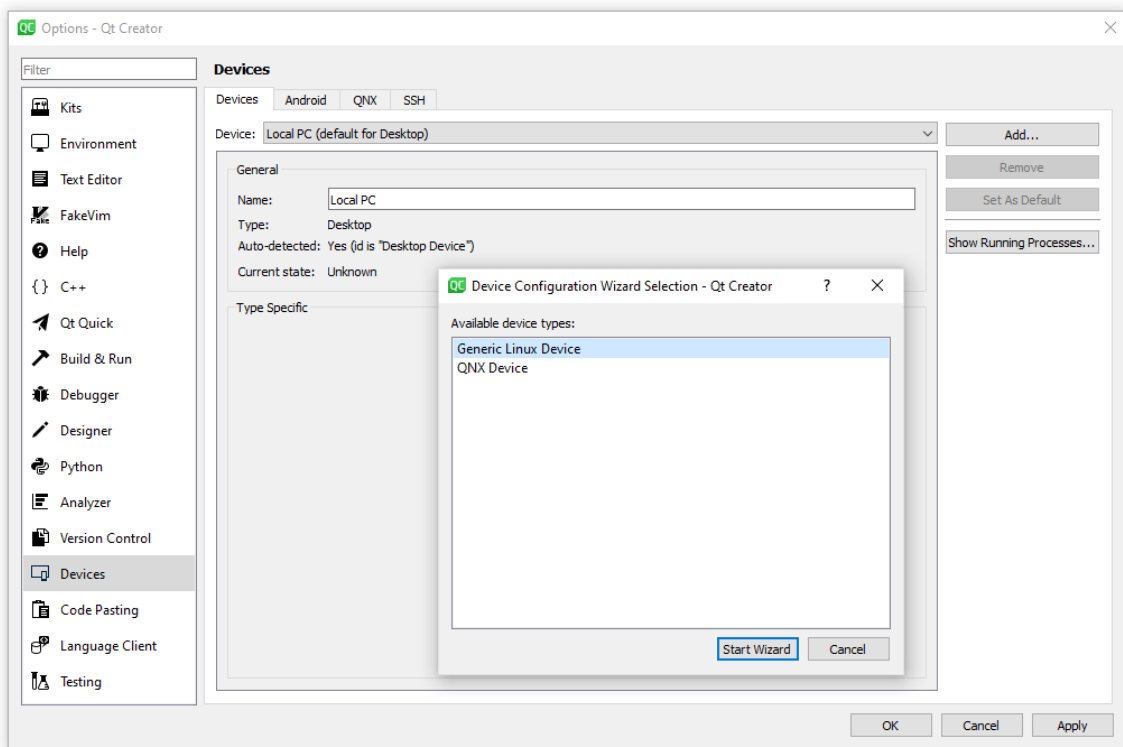 QC Options - Qt Creator
Filter
Kits
Environment
Text Editor
Fake FakeVim
Help
{} C++
Qt Quick
Build & Run
Debugger
Designer
Python
Analyzer
Version Control
Devices
Code Pasting
Language Client
Testing
Devices
Devices Android QNX SSH
Device: Local PC (default for Desktop)
General
Name: Local PC
Type: Desktop
Auto-detected: Yes (id is "Desktop Device")
Current state: Unknown
Type Specific
Add...
Remove
Set As Default
Show Running Processes...
QC Device Configuration Wizard Selection - Qt Creator ?
Available device types:
Generic Linux Device
QNX Device
Start Wizard Cancel
OK Cancel Apply